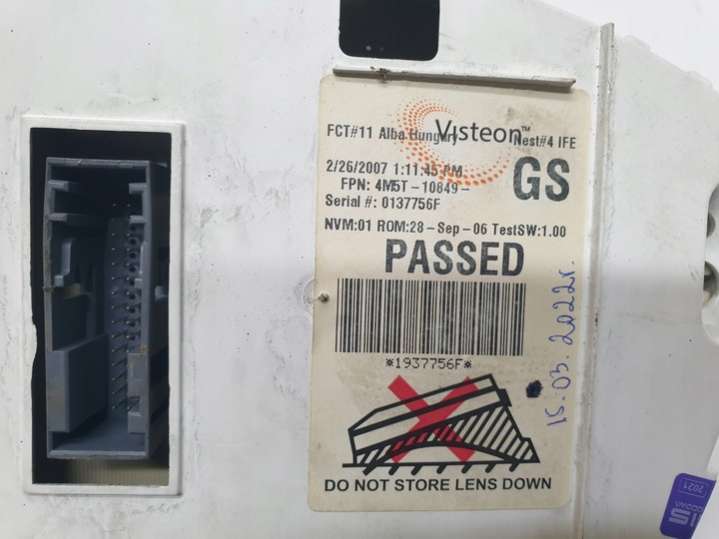 Visteon™
FCT#11 Alba Hungary Nest#4 IFE
2/26/2007 1:11:45 PM
GS
FPN: 4M5T-10849-
Serial #: 0137756F
NVM:01 ROM:28-Sep-06 TestSW:1.00
PASSED
*1937756F*
DO NOT STORE LENS DOWN
15.03.2022г.
2021